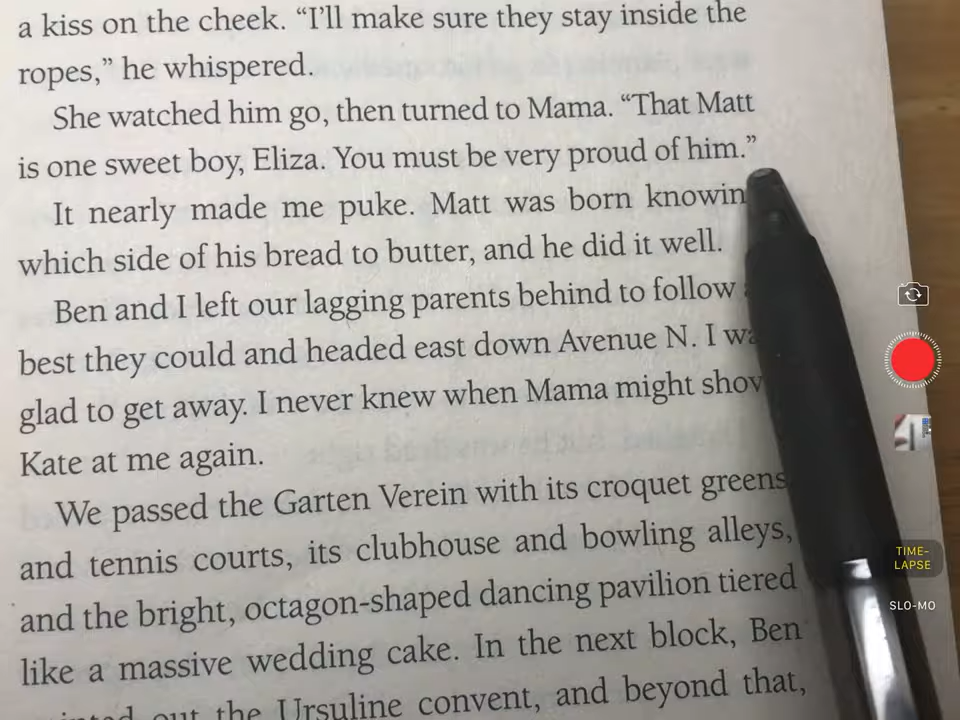 a kiss on the cheek. “I’ll make sure they stay inside the
ropes,” he whispered.
She watched him go, then turned to Mama. “That Matt
is one sweet boy, Eliza. You must be very proud of him.”
It nearly made me puke. Matt was born knowin
which side of his bread to butter, and he did it well.
Ben and I left our lagging parents behind to follow
best they could and headed east down Avenue N. I wa
glad to get away. I never knew when Mama might shov
Kate at me again.
We passed the Garten Verein with its croquet greens
and tennis courts, its clubhouse and bowling alleys,
and the bright, octagon-shaped dancing pavilion tiered
like a massive wedding cake. In the next block, Ben
out the Ursuline convent, and beyond that,
TIME-
LAPSE
SLO-MO